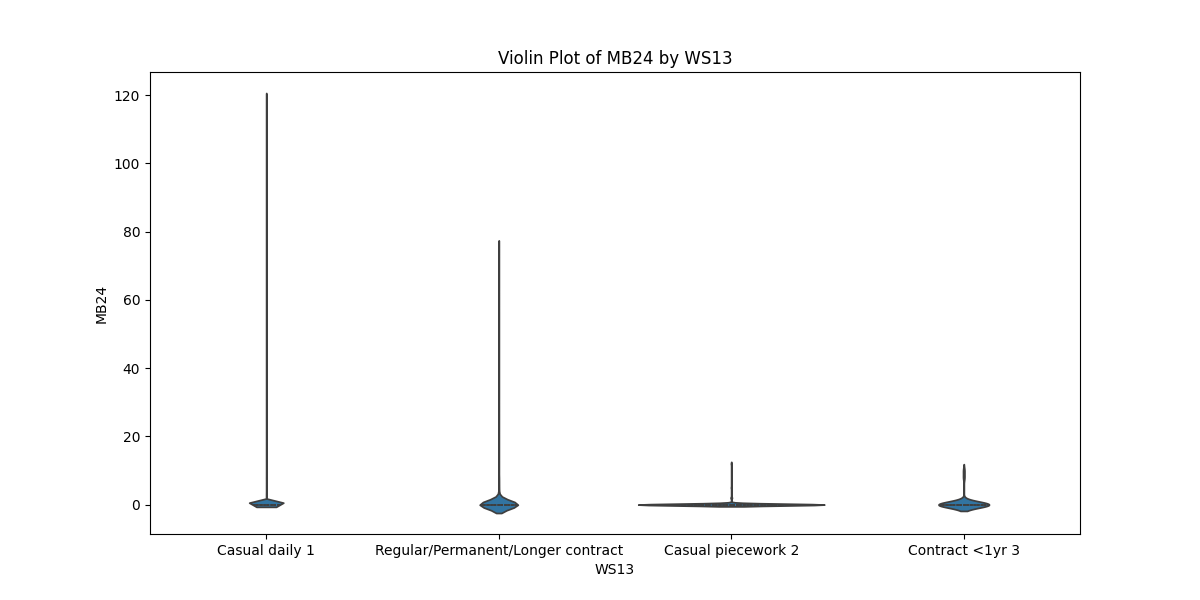 Violin Plot of MB24 by WS13
120
100
80
60
40
20
0
MB24
Casual daily 1
Regular/Permanent/Longer contract
Casual piecework 2
Contract <1yr 3
WS13